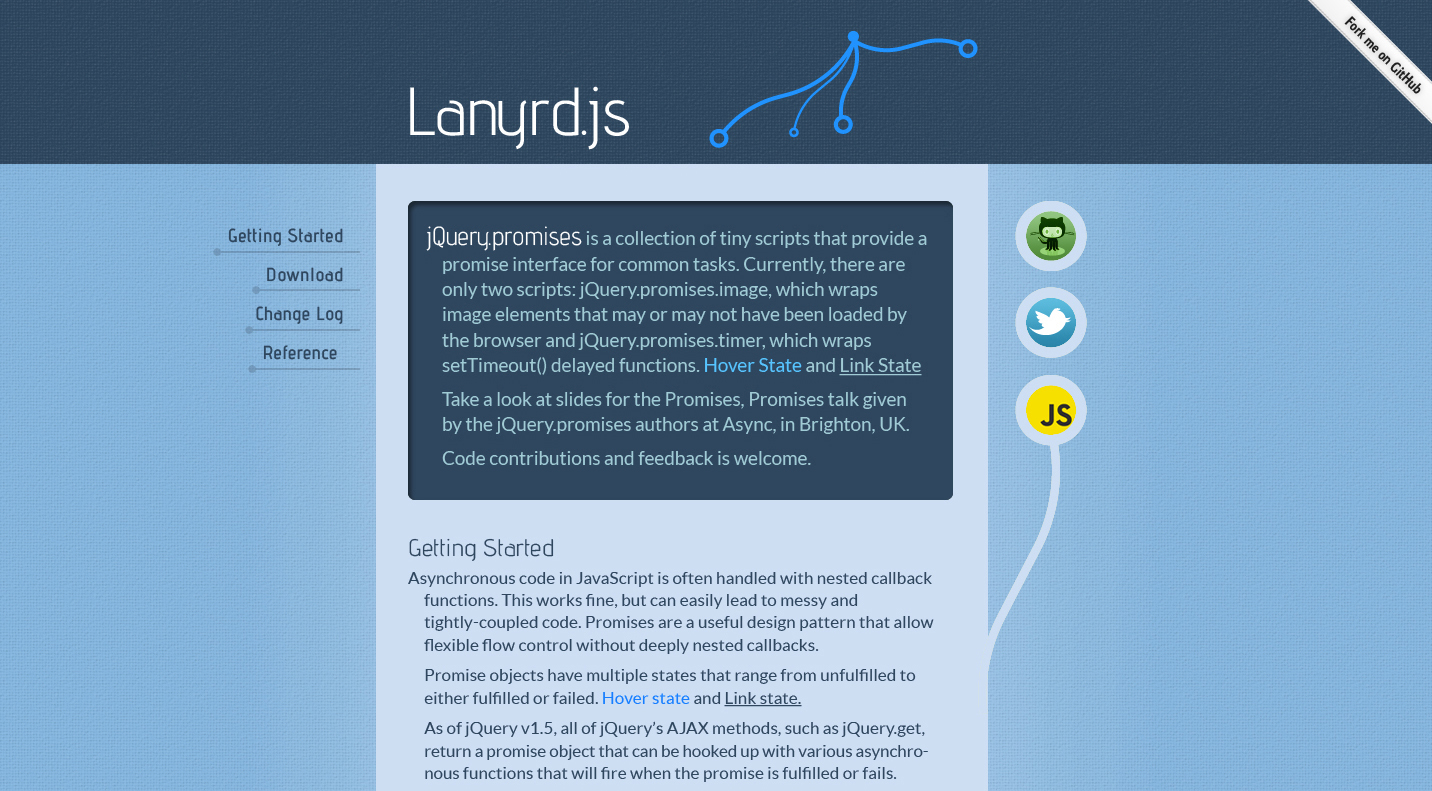 Fork me on GitHub
Lanyrd.js
Getting Started
Download
Change Log
Reference
jQuery.promises is a collection of tiny scripts that provide a
promise interface for common tasks. Currently, there are
only two scripts: jQuery.promises.image, which wraps
image elements that may or may not have been loaded by
the browser and jQuery.promises.timer, which wraps
setTimeout() delayed functions. Hover State and Link State
Take a look at slides for the Promises, Promises talk given
by the jQuery.promises authors at Async, in Brighton, UK.
Code contributions and feedback is welcome.
JS
Getting Started
Asynchronous code in JavaScript is often handled with nested callback
functions. This works fine, but can easily lead to messy and
tightly-coupled code. Promises are a useful design pattern that allow
flexible flow control without deeply nested callbacks.
Promise objects have multiple states that range from unfulfilled to
either fulfilled or failed. Hover state and Link state.
As of jQuery v1.5, all of jQuery's AJAX methods, such as jQuery.get,
return a promise object that can be hooked up with various asynchro-
nous functions that will fire when the promise is fulfilled or fails.